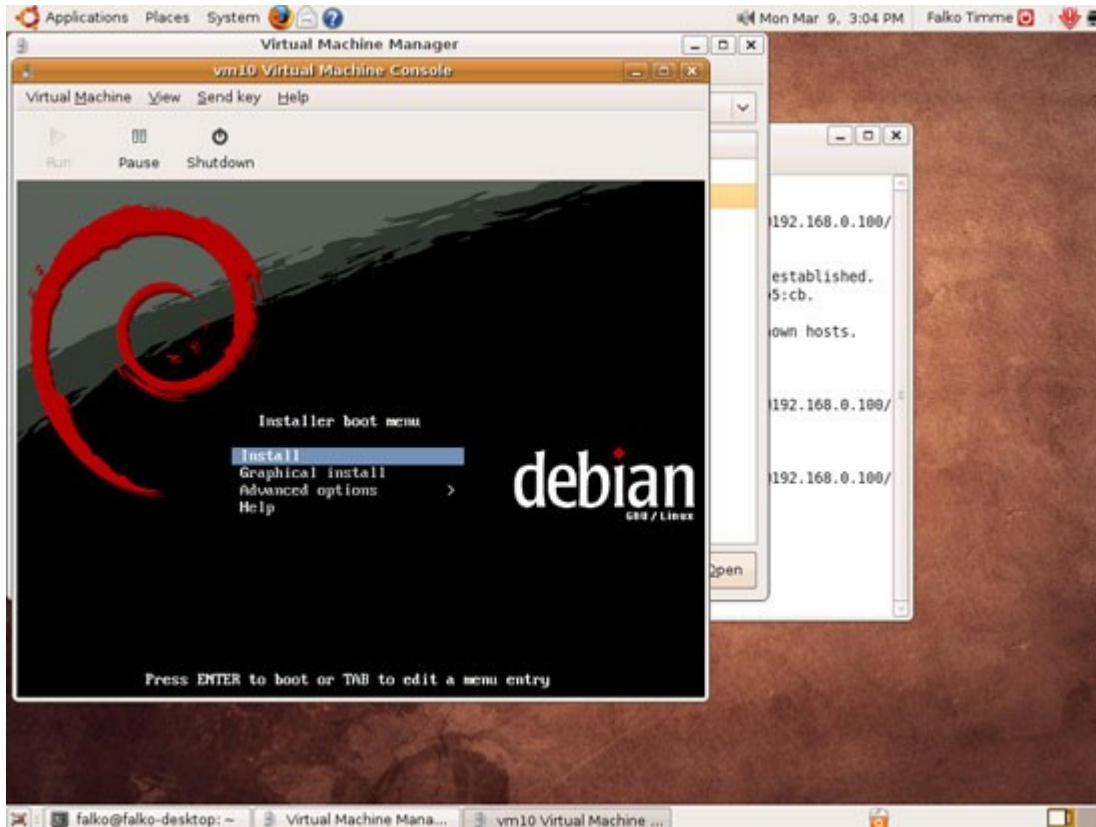 Applications Places System
Mon Mar 9, 3:04 PM Falko Timme
Virtual Machine Manager
vm10 Virtual Machine Console
Virtual Machine View Send key Help
Run Pause Shutdown
192.168.0.100/
established.
5:cb.
own hosts.
192.168.0.100/
192.168.0.100/
Installer boot menu
Install
Graphical install
Advanced options >
Help
debian
GNU/Linux
Open
Press ENTER to boot or TAB to edit a menu entry
falko@falko-desktop: ~ Virtual Machine Mana... vm10 Virtual Machine ...